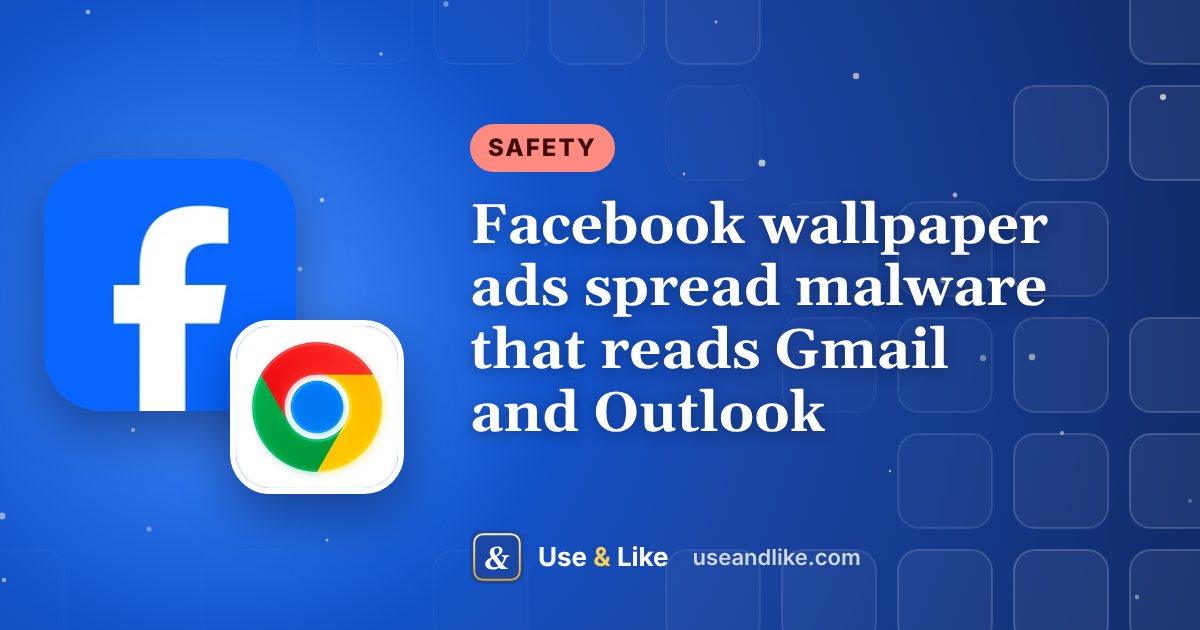 SAFETY
Facebook wallpaper
ads spread malware
that reads Gmail
and Outlook
& Use & Like useandlike.com